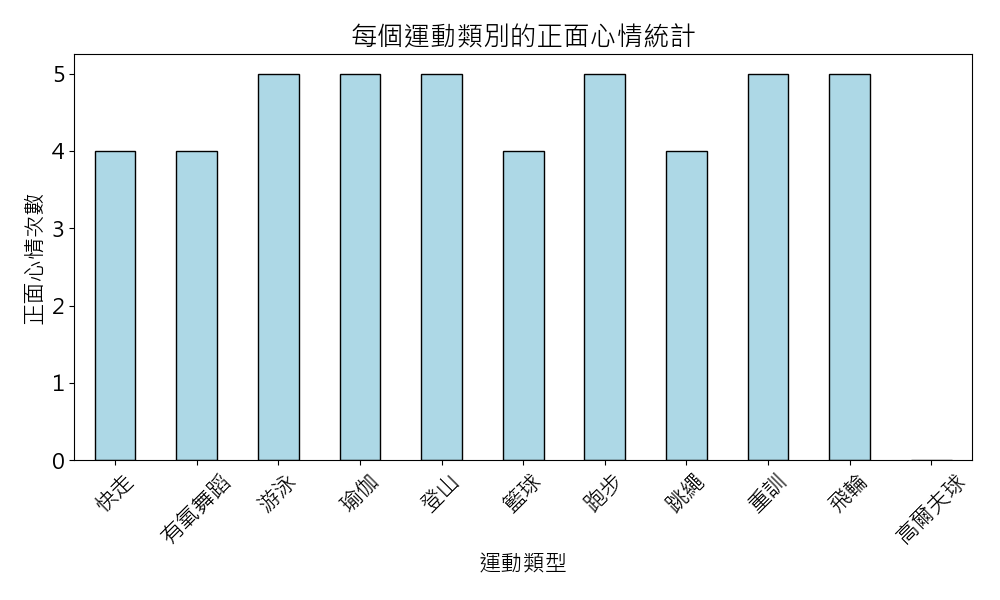 每個運動類別的正面心情統計
正面心情次數
5
4
3
2
1
0
快走
有氧舞蹈
游泳
瑜伽
登山
籃球
跑步
跳繩
重訓
飛輪
高爾夫球
運動類型